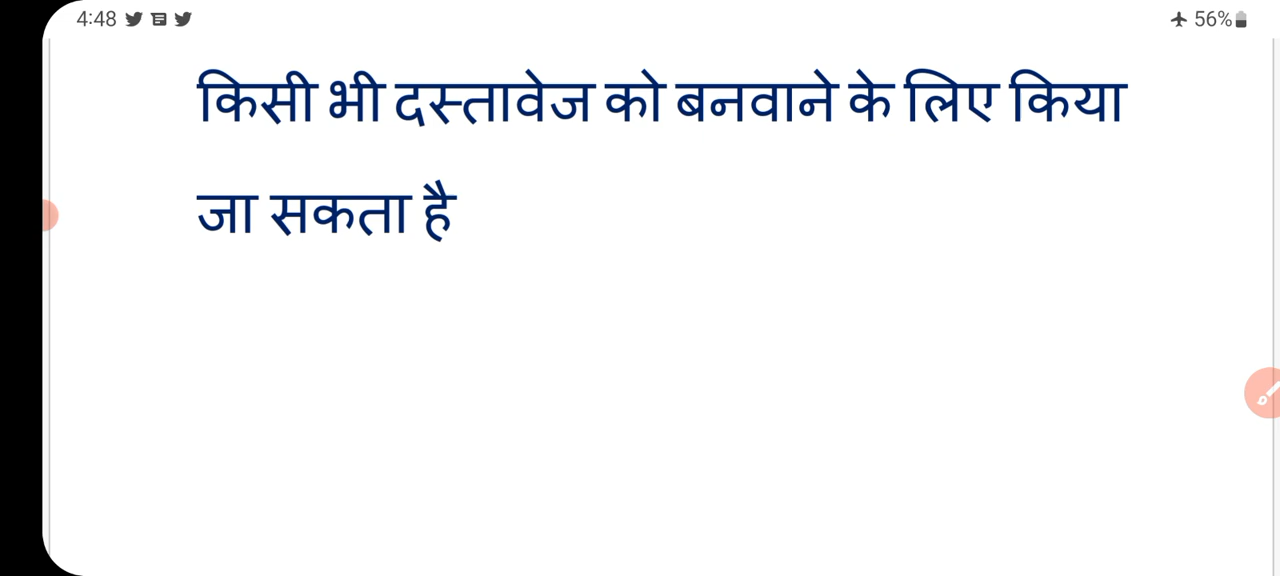 4:48 56%
किसी भी दस्तावेज को बनवाने के लिए किया
जा सकता है